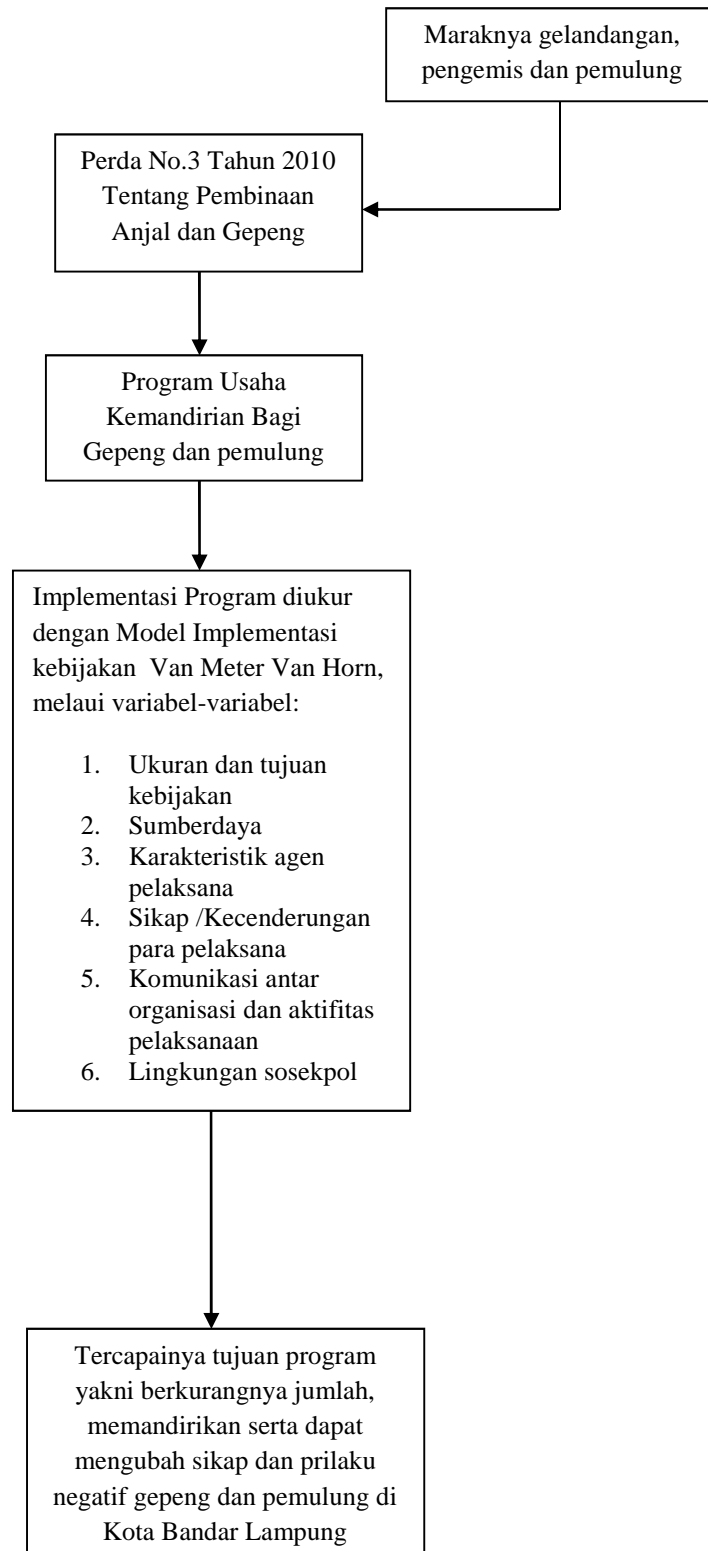 Maraknya gelandangan,
pengemis dan pemulung
Perda No.3 Tahun 2010
Tentang Pembinaan
Anjal dan Gepeng
Program Usaha
Kemandirian Bagi
Gepeng dan pemulung
Implementasi Program diukur
dengan Model Implementasi
kebijakan Van Meter Van Horn,
melaui variabel-variabel:
1. Ukuran dan tujuan
kebijakan
2. Sumberdaya
3. Karakteristik agen
pelaksana
4. Sikap /Kecenderungan
para pelaksana
5. Komunikasi antar
organisasi dan aktifitas
pelaksanaan
6. Lingkungan sosekpol
Tercapainya tujuan program
yakni berkurangnya jumlah,
memandirikan serta dapat
mengubah sikap dan prilaku
negatif gepeng dan pemulung di
Kota Bandar Lampung